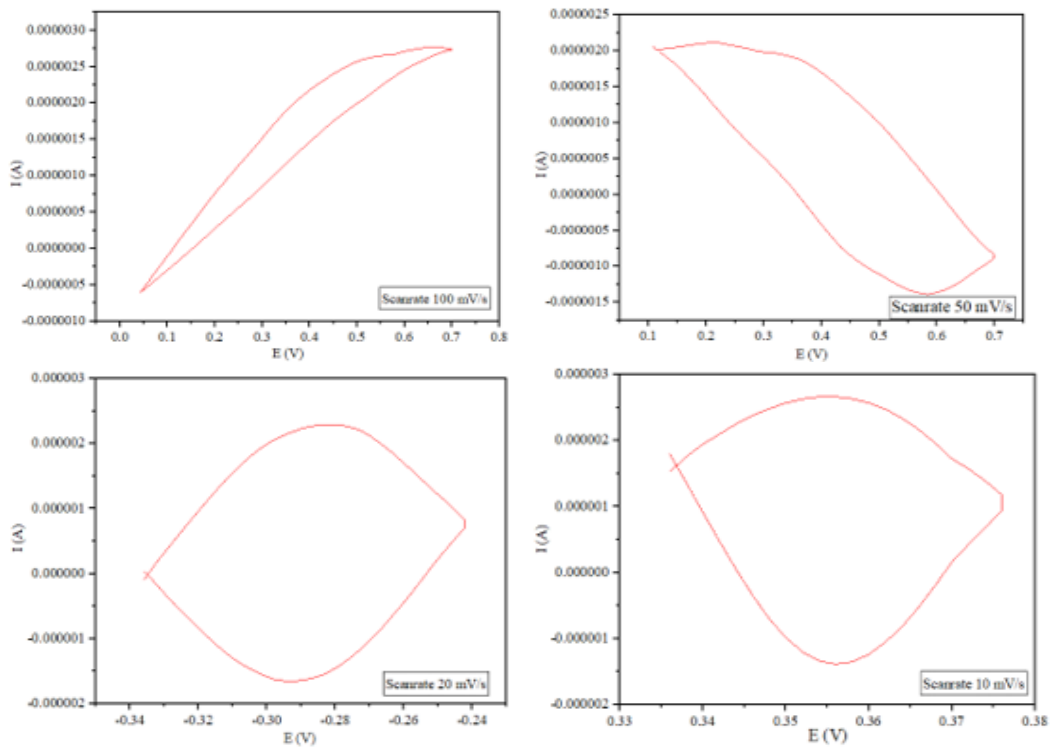 0.0000030
0.0000025
0.0000020
0.0000015
0.0000010
0.0000005
0.0000000
-0.0000005
-0.0000010
I (A)
Scanrate 100 mV/s
0.0 0.1 0.2 0.3 0.4 0.5 0.6 0.7 0.8
E (V)
0.0000025
0.0000020
0.0000015
0.0000010
0.0000005
0.0000000
-0.0000005
-0.0000010
-0.0000015
I (A)
Scanrate 50 mV/s
0.1 0.2 0.3 0.4 0.5 0.6 0.7
E (V)
0.000003
0.000002
0.000001
0.000000
-0.000001
-0.000002
I (A)
Scanrate 20 mV/s
-0.34 -0.32 -0.30 -0.28 -0.26 -0.24
E (V)
0.000003
0.000002
0.000001
0.000000
-0.000001
-0.000002
I (A)
Scanrate 10 mV/s
0.33 0.34 0.35 0.36 0.37 0.38
E (V)